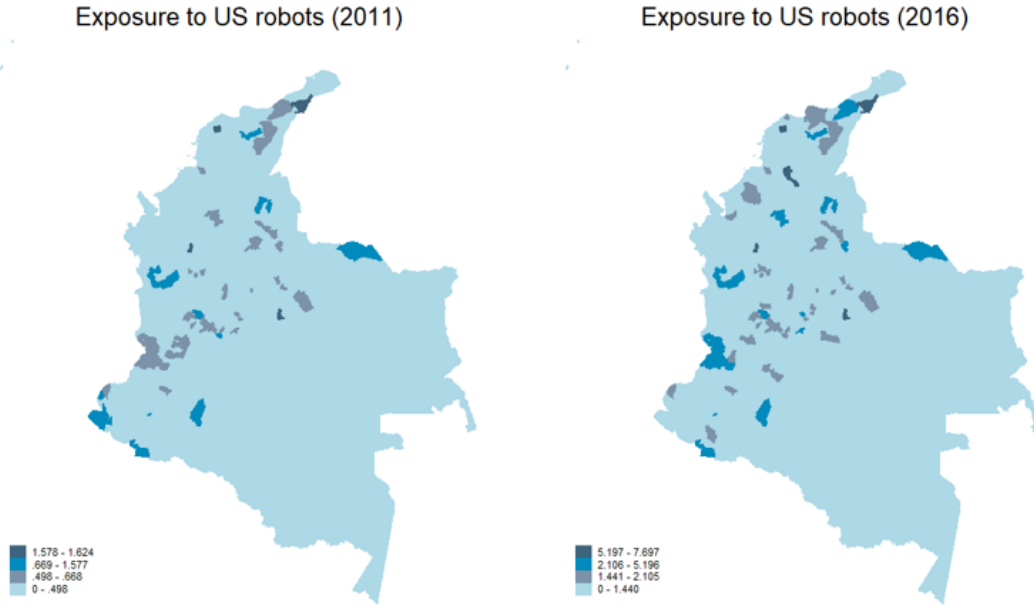 Exposure to US robots (2011)
Exposure to US robots (2016)
1.578 - 1.624
.669 - 1.577
.498 - .668
0 - .498
5.197 - 7.697
2.106 - 5.196
1.441 - 2.105
0 - 1.440